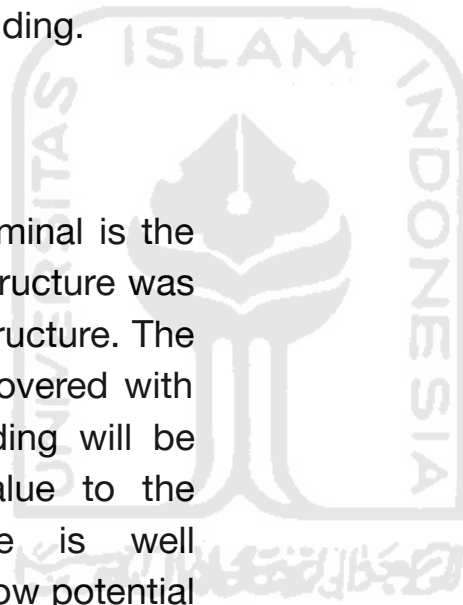 ding.
UNIVERSITAS ISLAM INDONESIA
minal is the
ructure was
ructure. The
overed with
ding will be
alue to the
e is well
ow potential